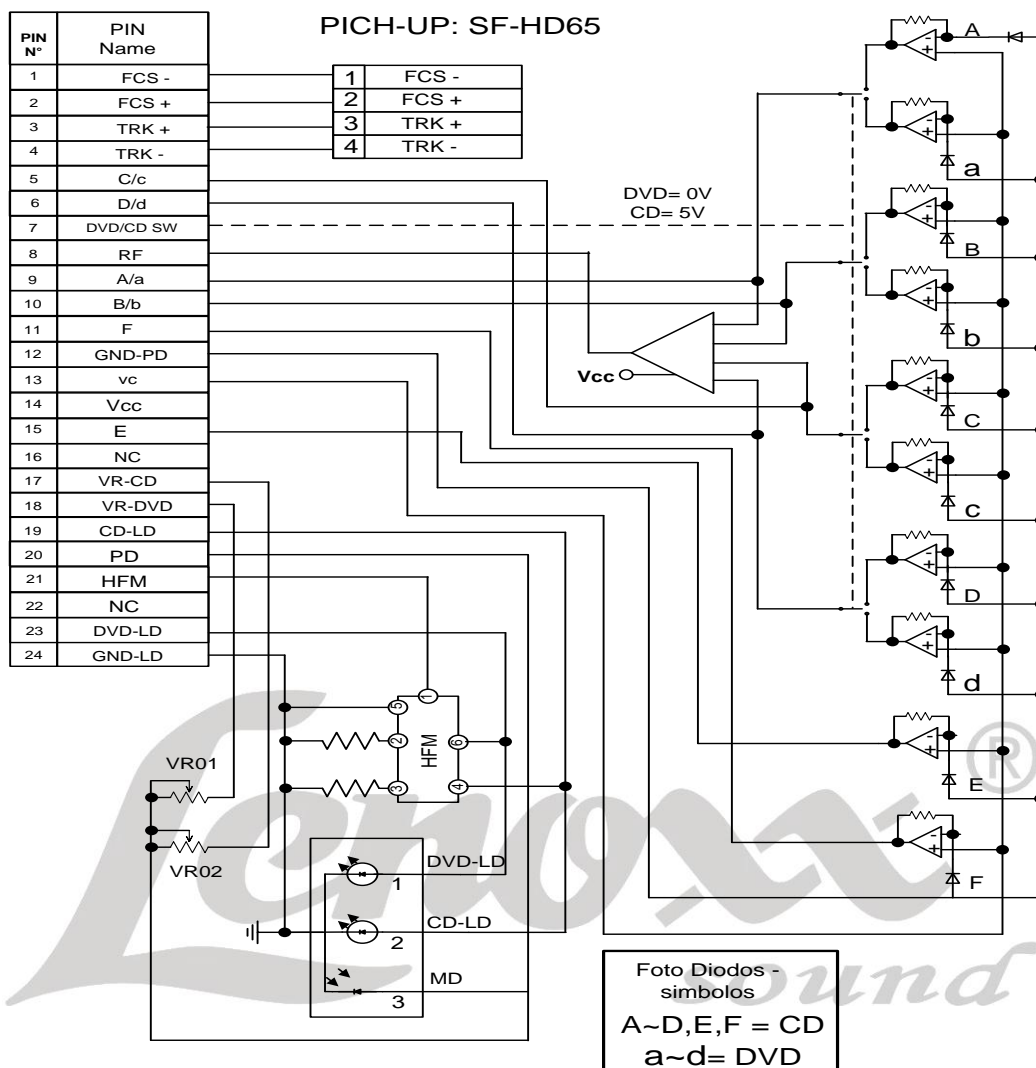 PICH-UP: SF-HD65
PIN N° PIN Name
1 FCS -
2 FCS +
3 TRK +
4 TRK -
5 C/c
6 D/d
7 DVD/CD SW
8 RF
9 A/a
10 B/b
11 F
12 GND-PD
13 vc
14 Vcc
15 E
16 NC
17 VR-CD
18 VR-DVD
19 CD-LD
20 PD
21 HFM
22 NC
23 DVD-LD
24 GND-LD
1 FCS -
2 FCS +
3 TRK +
4 TRK -
DVD= 0V
CD= 5V
Vcc
A
a
B
b
C
c
D
d
E
F
HFM
1
5
2
3
6
4
VR01
VR02
DVD-LD
1
CD-LD
2
MD
3
Lenoxx ®
sound
Foto Diodos -
simbolos
A~D,E,F = CD
a~d= DVD